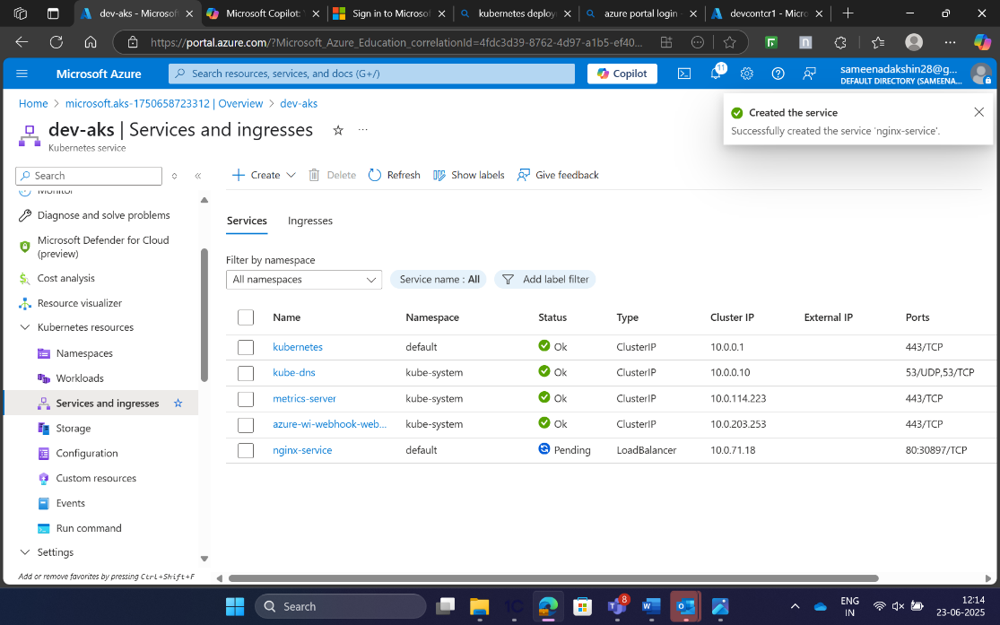 dev-aks - Microsoft
Microsoft Copilot:
Sign in to Microsof
kubernetes deploy
azure portal login -
devcontcr1 - Micro
https://portal.azure.com/?Microsoft_Azure_Education_correlationId=4fdc3d39-8762-4d97-a1b5-ef40...
Microsoft Azure
Search resources, services, and docs (G+/)
Copilot
11
sameenadakshin28@g...
DEFAULT DIRECTORY (SAMEENA...
Home > microsoft.aks-1750658723312 | Overview > dev-aks
dev-aks | Services and ingresses
Kubernetes service
Created the service
Successfully created the service 'nginx-service'.
Search
Create
Delete
Refresh
Show labels
Give feedback
Monitor
Diagnose and solve problems
Microsoft Defender for Cloud
(preview)
Cost analysis
Resource visualizer
Kubernetes resources
Namespaces
Workloads
Services and ingresses
Storage
Configuration
Custom resources
Events
Run command
Settings
Add or remove favorites by pressing Ctrl+Shift+F
Services Ingresses
Filter by namespace
All namespaces
Service name : All
Add label filter
Name Namespace Status Type Cluster IP External IP Ports
kubernetes default Ok ClusterIP 10.0.0.1 443/TCP
kube-dns kube-system Ok ClusterIP 10.0.0.10 53/UDP,53/TCP
metrics-server kube-system Ok ClusterIP 10.0.114.223 443/TCP
azure-wi-webhook-web... kube-system Ok ClusterIP 10.0.203.253 443/TCP
nginx-service default Pending LoadBalancer 10.0.71.18 80:30897/TCP
Search
8
ENG
IN
12:14
23-06-2025